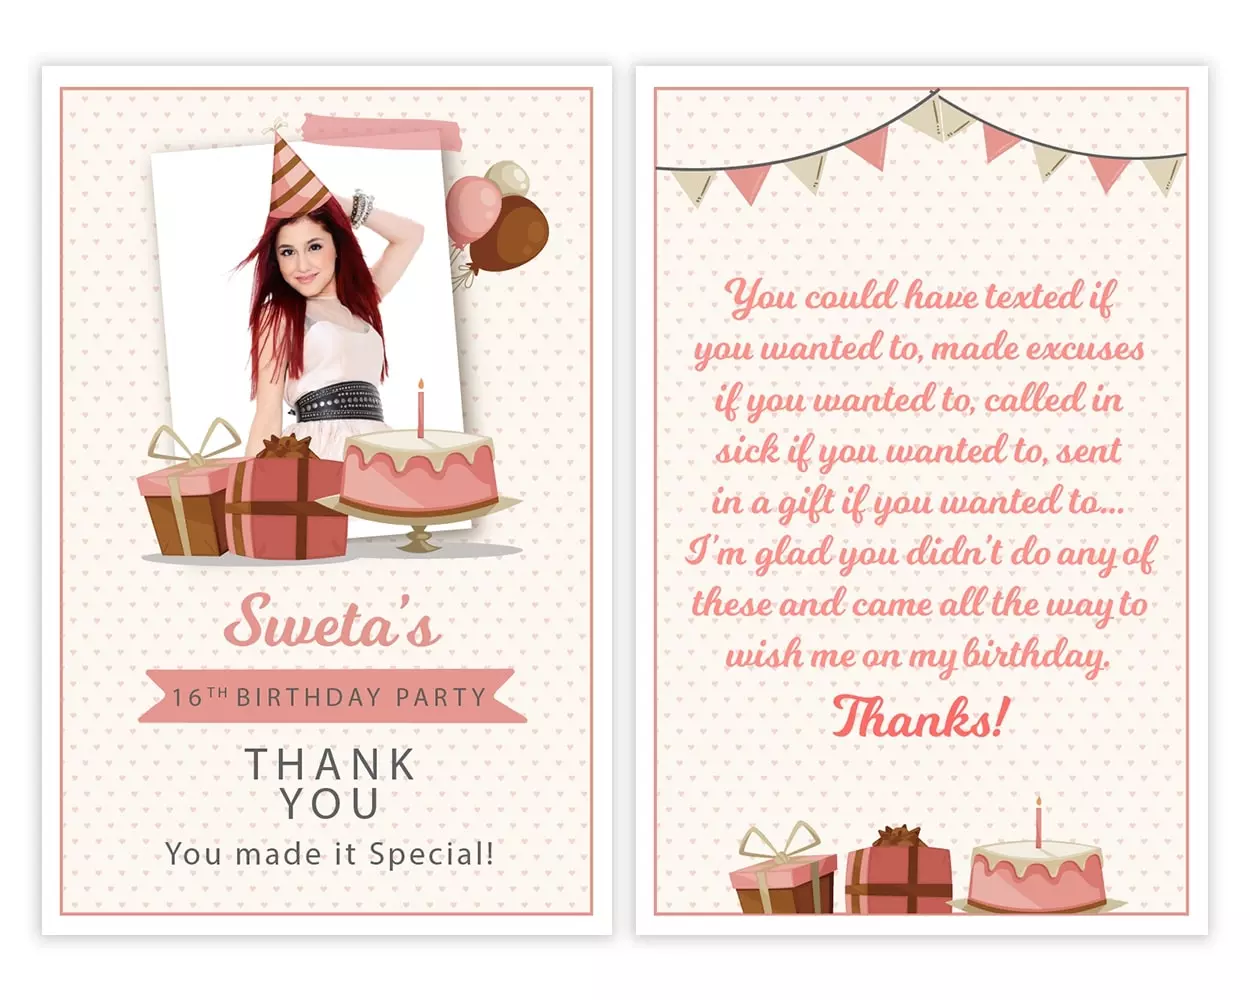 Sweta's
16TH BIRTHDAY PARTY
THANK
YOU
You made it Special!
You could have texted if
you wanted to, made excuses
if you wanted to, called in
sick if you wanted to, sent
in a gift if you wanted to...
I'm glad you didn't do any of
these and came all the way to
wish me on my birthday.
Thanks!